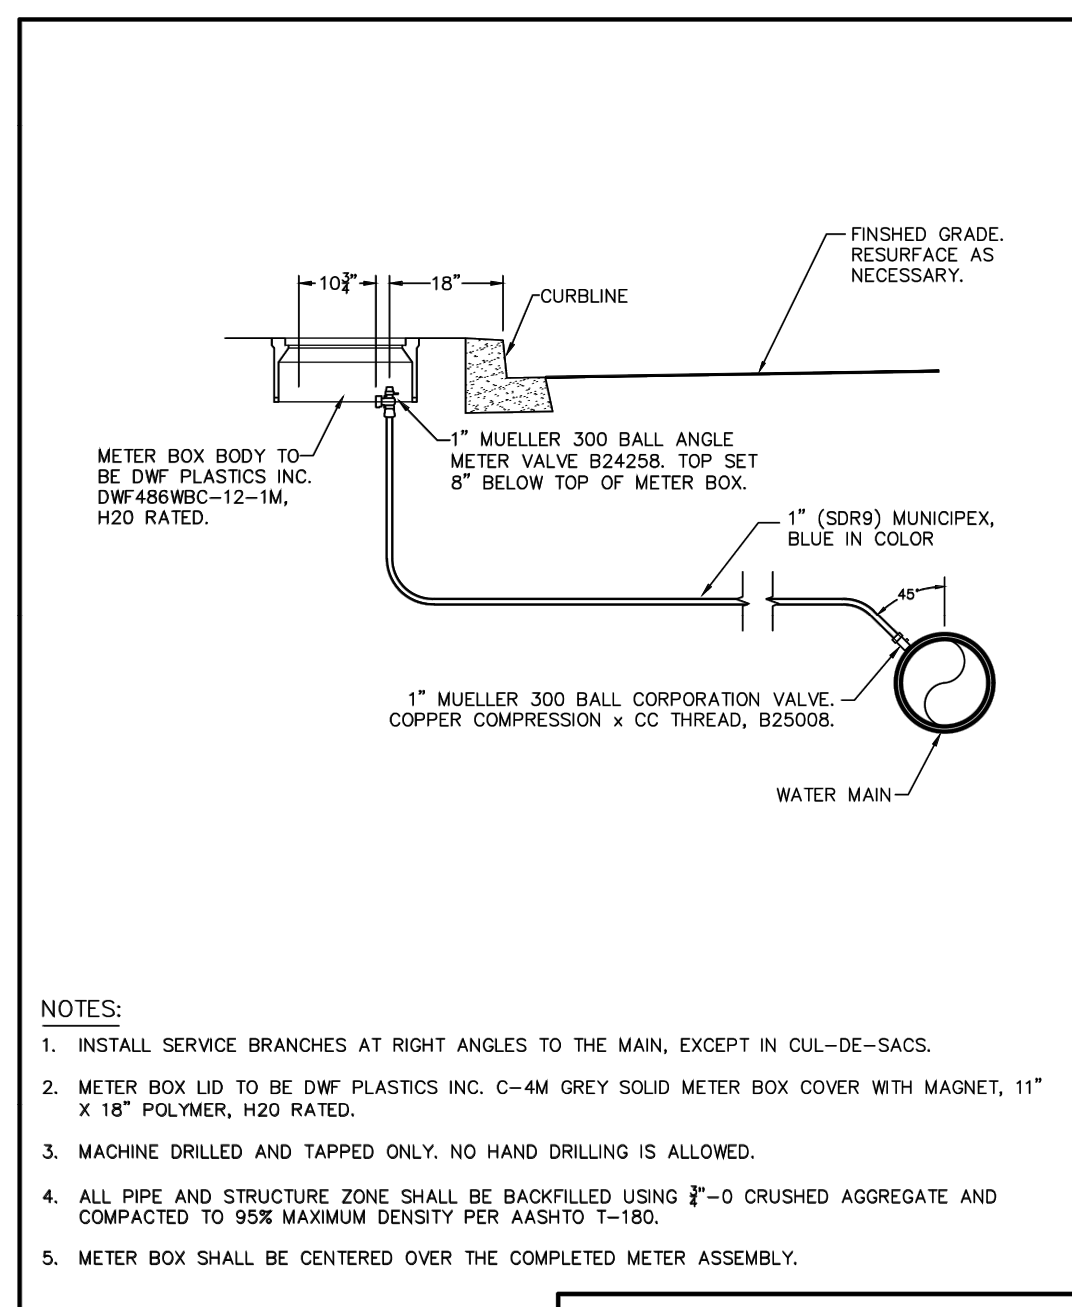 FINSHED GRADE.
RESURFACE AS
NECESSARY.
10¾"
18"
CURBLINE
METER BOX BODY TO
BE DWF PLASTICS INC.
DWF486WBC-12-1M,
H20 RATED.
1" MUELLER 300 BALL ANGLE
METER VALVE B24258. TOP SET
8" BELOW TOP OF METER BOX.
1" (SDR9) MUNICIPEX,
BLUE IN COLOR
45°
1" MUELLER 300 BALL CORPORATION VALVE.
COPPER COMPRESSION x CC THREAD, B25008.
WATER MAIN
NOTES:
1. INSTALL SERVICE BRANCHES AT RIGHT ANGLES TO THE MAIN, EXCEPT IN CUL-DE-SACS.
2. METER BOX LID TO BE DWF PLASTICS INC. C-4M GREY SOLID METER BOX COVER WITH MAGNET, 11"
X 18" POLYMER, H20 RATED.
3. MACHINE DRILLED AND TAPPED ONLY. NO HAND DRILLING IS ALLOWED.
4. ALL PIPE AND STRUCTURE ZONE SHALL BE BACKFILLED USING ¾"-0 CRUSHED AGGREGATE AND
COMPACTED TO 95% MAXIMUM DENSITY PER AASHTO T-180.
5. METER BOX SHALL BE CENTERED OVER THE COMPLETED METER ASSEMBLY.